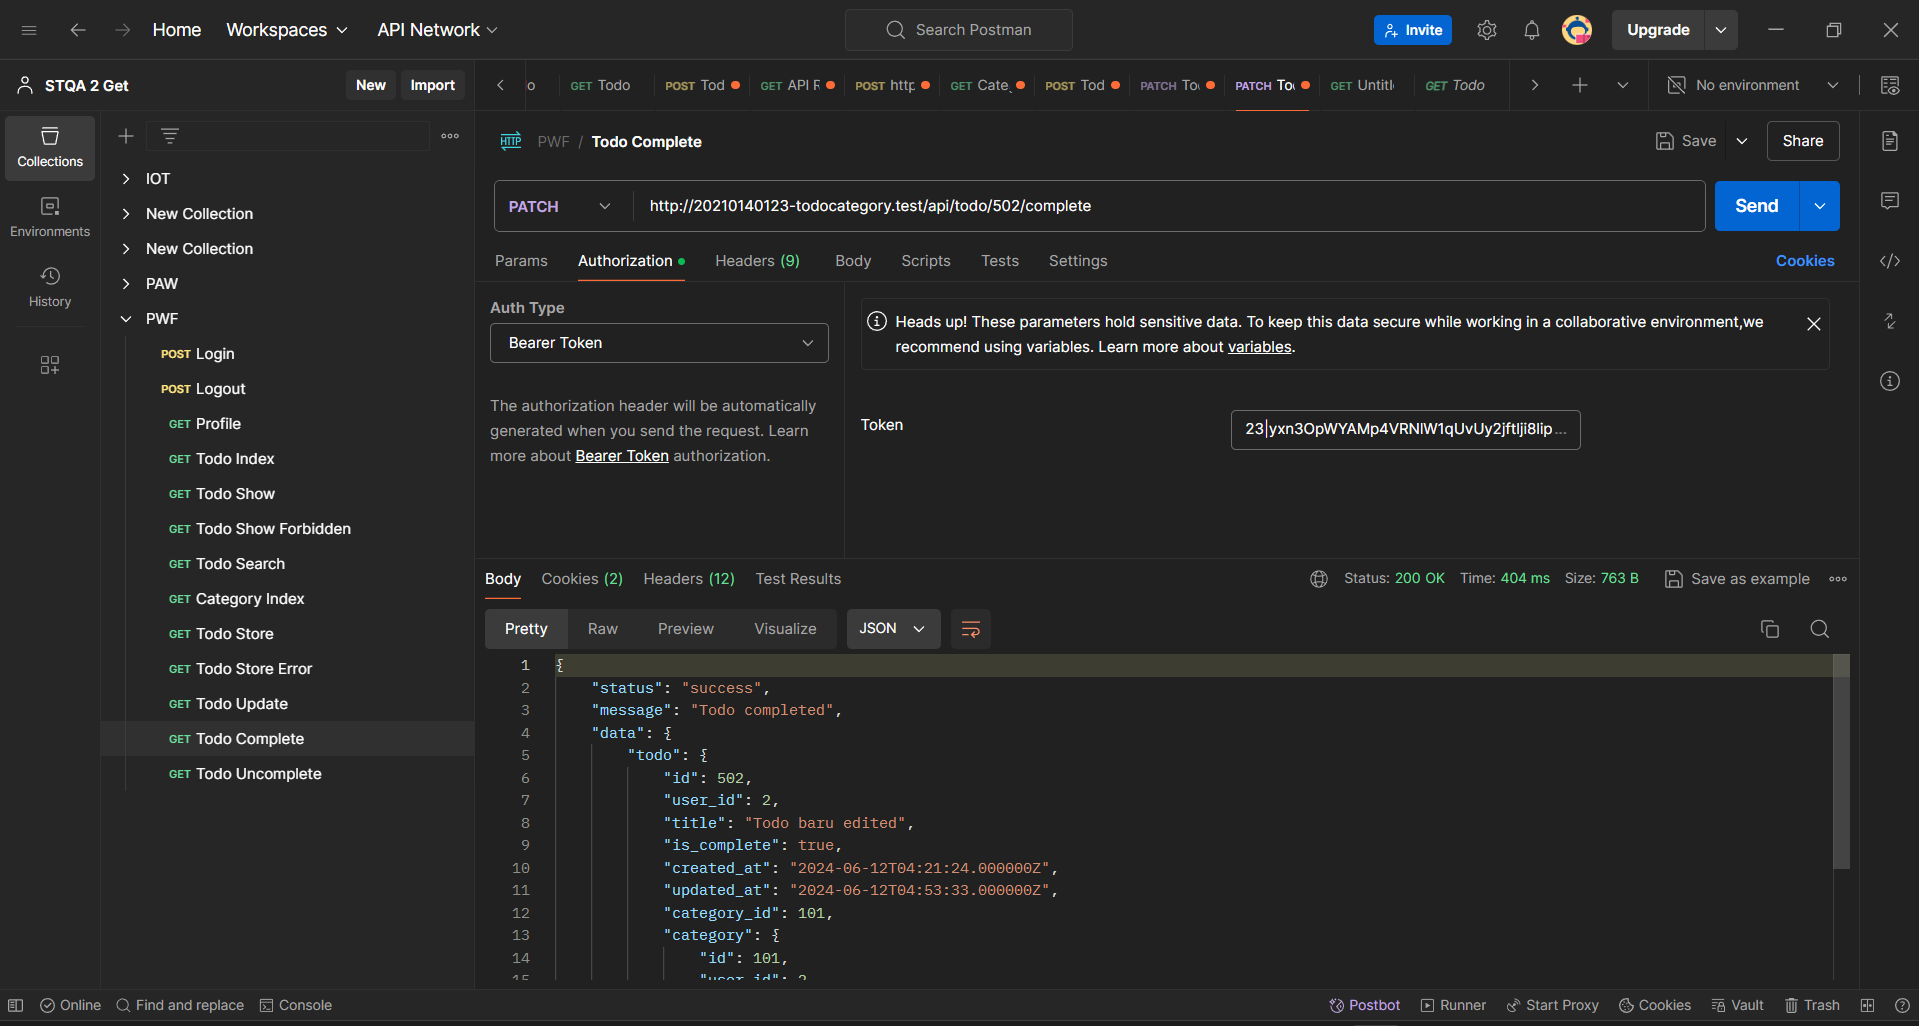 Home Workspaces API Network Search Postman Invite Upgrade
STQA 2 Get New Import o GET Todo POST Tod GET API R POST http GET Cate POST Tod PATCH To PATCH To GET Untitl GET Todo No environment
Collections
Environments
History
IOT
New Collection
New Collection
PAW
PWF
POST Login
POST Logout
GET Profile
GET Todo Index
GET Todo Show
GET Todo Show Forbidden
GET Todo Search
GET Category Index
GET Todo Store
GET Todo Store Error
GET Todo Update
GET Todo Complete
GET Todo Uncomplete
HTTP PWF / Todo Complete Save Share
PATCH http://20210140123-todocategory.test/api/todo/502/complete Send
Params Authorization Headers (9) Body Scripts Tests Settings Cookies
Auth Type
Bearer Token
The authorization header will be automatically
generated when you send the request. Learn
more about Bearer Token authorization.
Heads up! These parameters hold sensitive data. To keep this data secure while working in a collaborative environment,we
recommend using variables. Learn more about variables.
Token
Body Cookies (2) Headers (12) Test Results Status: 200 OK Time: 404 ms Size: 763 B Save as example
Pretty Raw Preview Visualize JSON
1 {
2 "status": "success",
3 "message": "Todo completed",
4 "data": {
5 "todo": {
6 "id": 502,
7 "user_id": 2,
8 "title": "Todo baru edited",
9 "is_complete": true,
10 "created_at": "2024-06-12T04:21:24.000000Z",
11 "updated_at": "2024-06-12T04:53:33.000000Z",
12 "category_id": 101,
13 "category": {
14 "id": 101,
15 "user_id": 2
Online Find and replace Console Postbot Runner Start Proxy Cookies Vault Trash